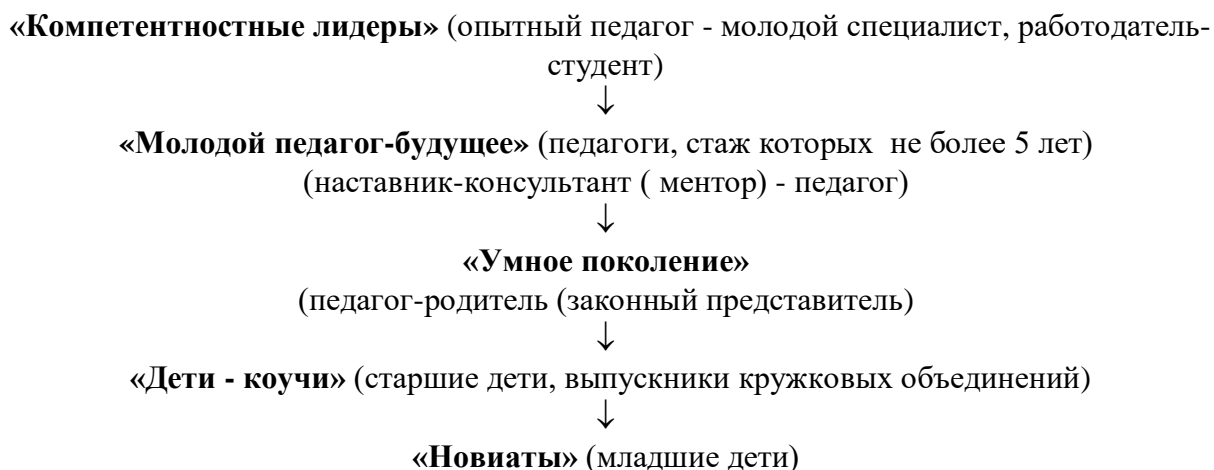 «Компетентностные лидеры» (опытный педагог - молодой специалист, работодатель-
студент)
↓
«Молодой педагог-будущее» (педагоги, стаж которых не более 5 лет)
(наставник-консультант ( ментор) - педагог)
↓
«Умное поколение»
(педагог-родитель (законный представитель)
↓
«Дети - коучи» (старшие дети, выпускники кружковых объединений)
↓
«Новиаты» (младшие дети)